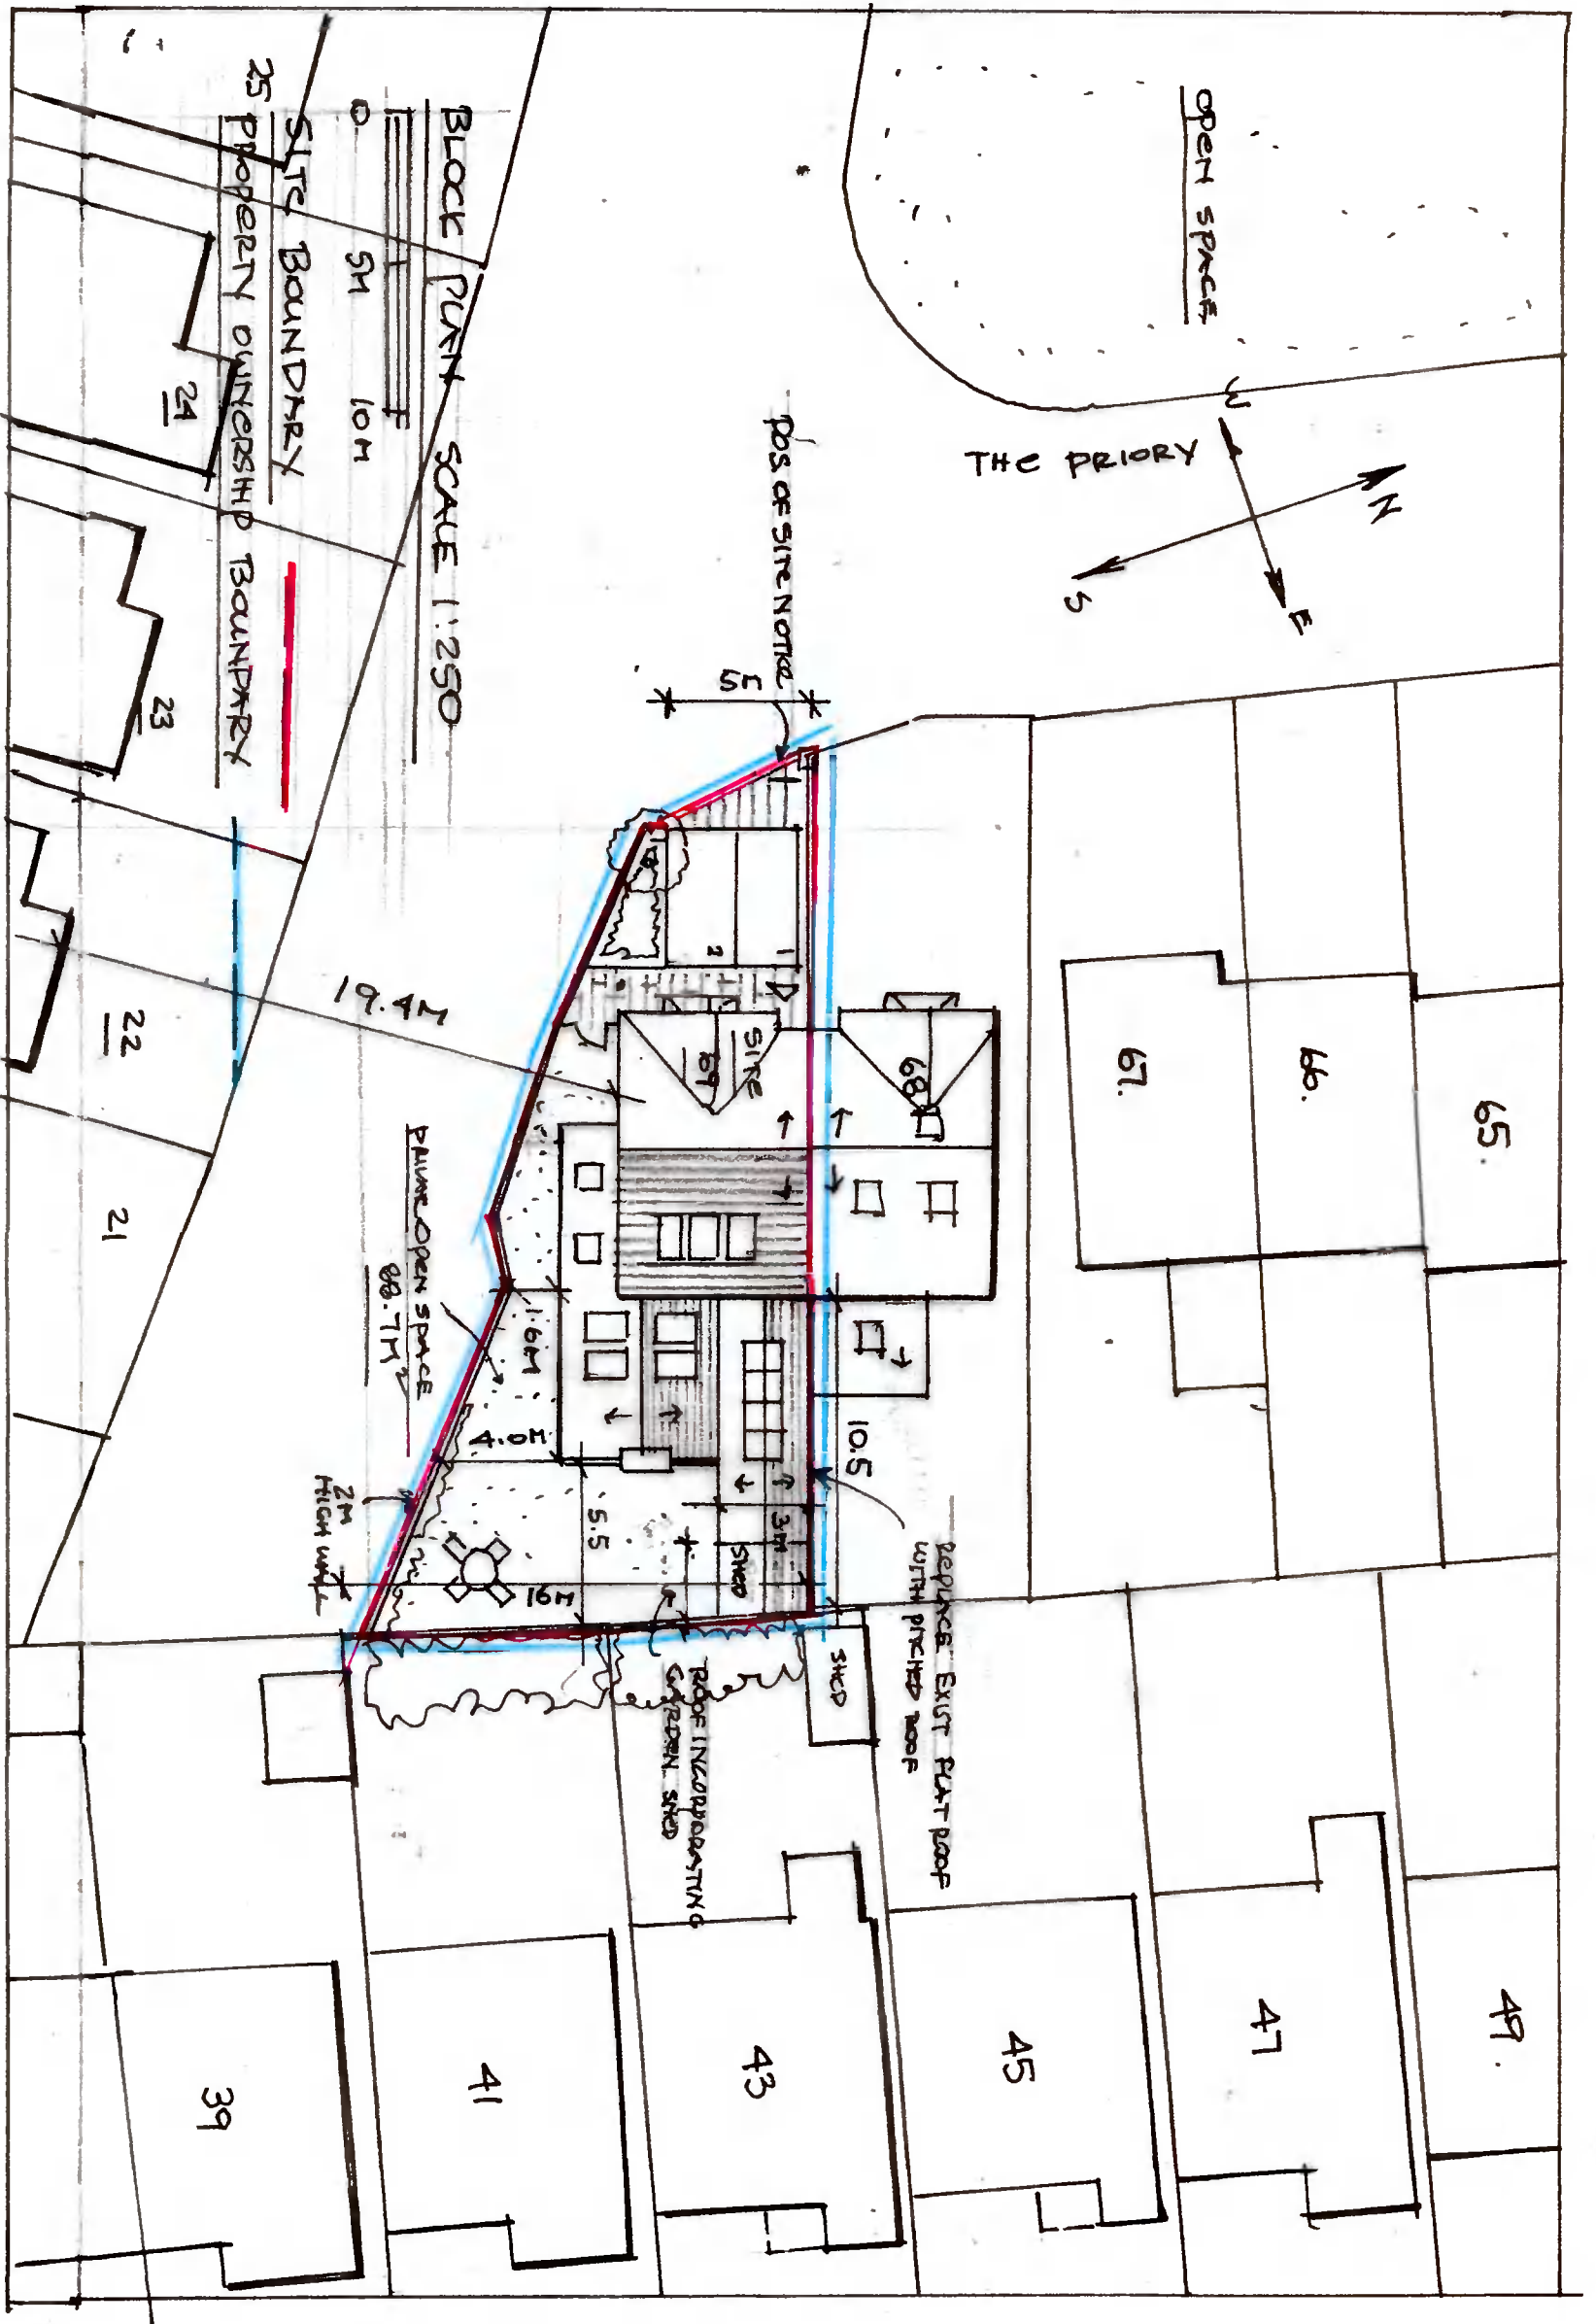 OPEN SPACE
THE PRIORY
N
E
S
W
POS OF SITE NOTICE
5M
BLOCK PLAN SCALE 1:250
0 5M 10M
SITE BOUNDARY
PROPERTY OWNERSHIP BOUNDARY
25
24
23
22
21
19.4M
1
2
SITE
69
68
67.
66.
65.
PRIVATE OPEN SPACE
88.7M2
1.6M
4.0M
5.5
10.5
3M
SHED
16M
2M
HIGH WALL
REPLACE EXIST FLAT ROOF
WITH PITCHED ROOF
ROOF INCORPORATING
GARDEN SHED
SHED
39
41
43
45
47
49.